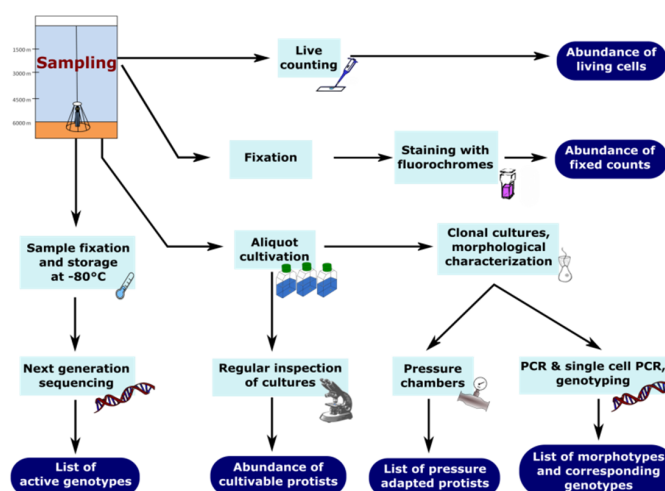 Sampling
1500 m
3000 m
4500 m
6000 m
Live
counting
Abundance of
living cells
Fixation
Staining with
fluorochromes
Abundance of
fixed counts
Sample fixation
and storage
at -80°C
Aliquot
cultivation
Clonal cultures,
morphological
characterization
Next generation
sequencing
Regular inspection
of cultures
Pressure
chambers
PCR & single cell PCR,
genotyping
List of
active genotypes
Abundance of
cultivable protists
List of pressure
adapted protists
List of morphotypes
and corresponding
genotypes